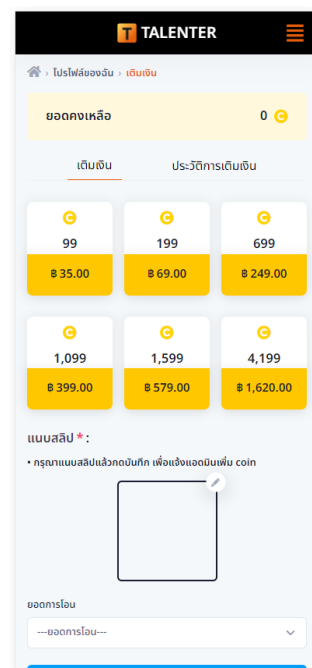 T TALENTER
› โปรไฟล์ของฉัน › เติมเงิน
ยอดคงเหลือ 0 C
เติมเงิน ประวัติการเติมเงิน
C C C
99 199 699
฿ 35.00 ฿ 69.00 ฿ 249.00
C C C
1,099 1,599 4,199
฿ 399.00 ฿ 579.00 ฿ 1,620.00
แนบสลิป * :
• กรุณาแนบสลิปแล้วกดบันทึก เพื่อแจ้งแอดมินเพิ่ม coin
ยอดการโอน
---ยอดการโอน---